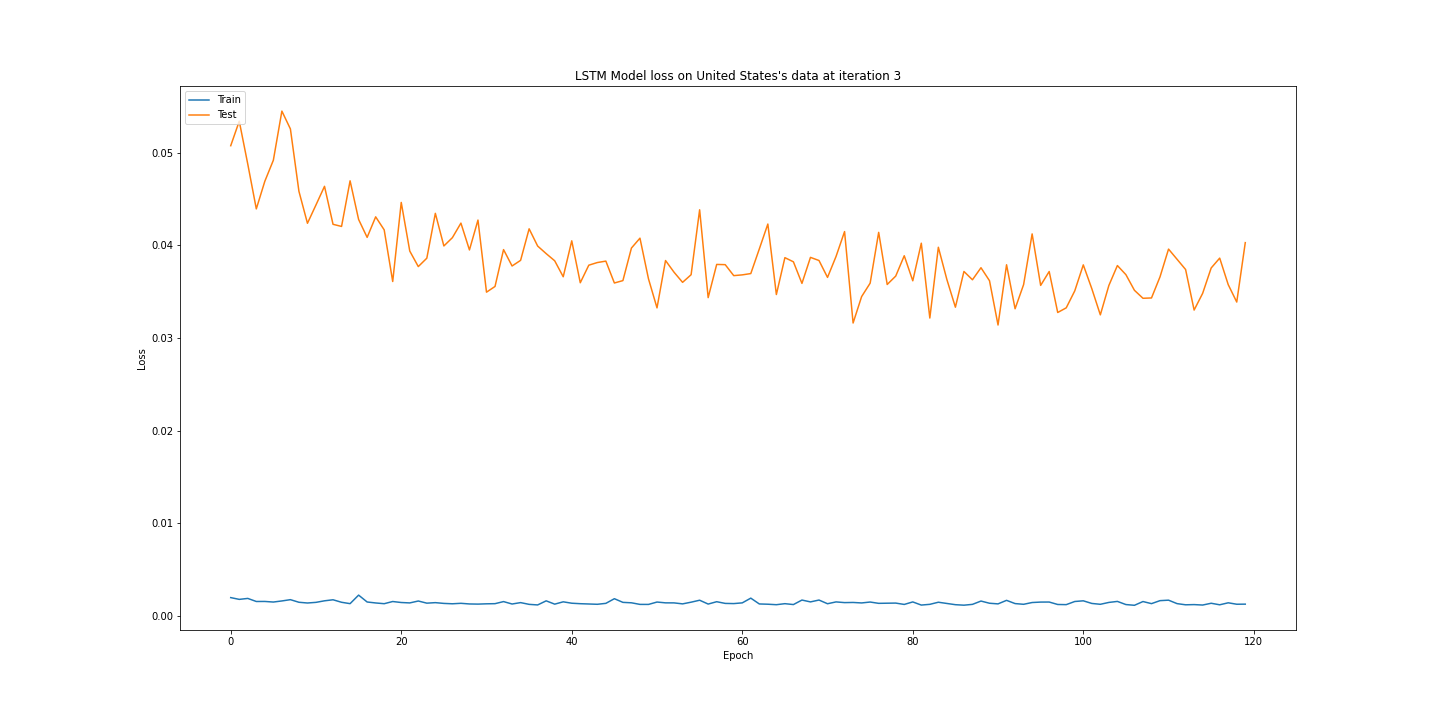 LSTM Model loss on United States's data at iteration 3
Train
Test
0.05
0.04
0.03
0.02
0.01
0.00
Loss
0 20 40 60 80 100 120
Epoch